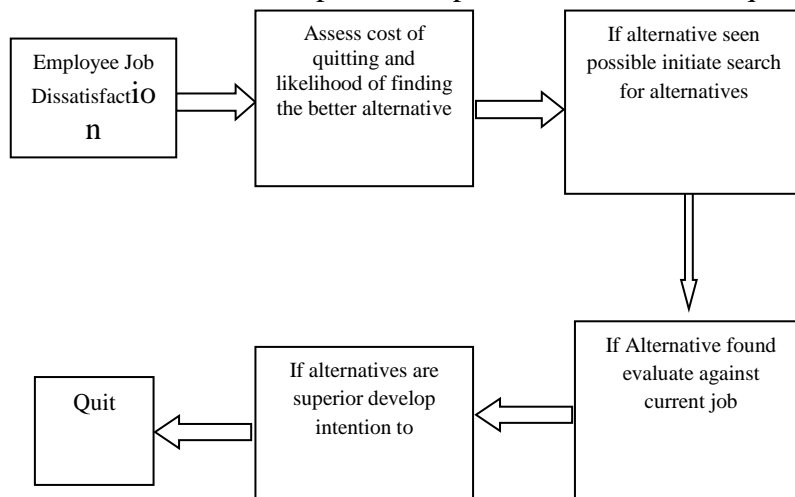 Employee Job
Dissatisfaction
n
Assess cost of
quitting and
likelihood of finding
the better alternative
If alternative seen
possible initiate search
for alternatives
If Alternative found
evaluate against
current job
If alternatives are
superior develop
intention to
Quit